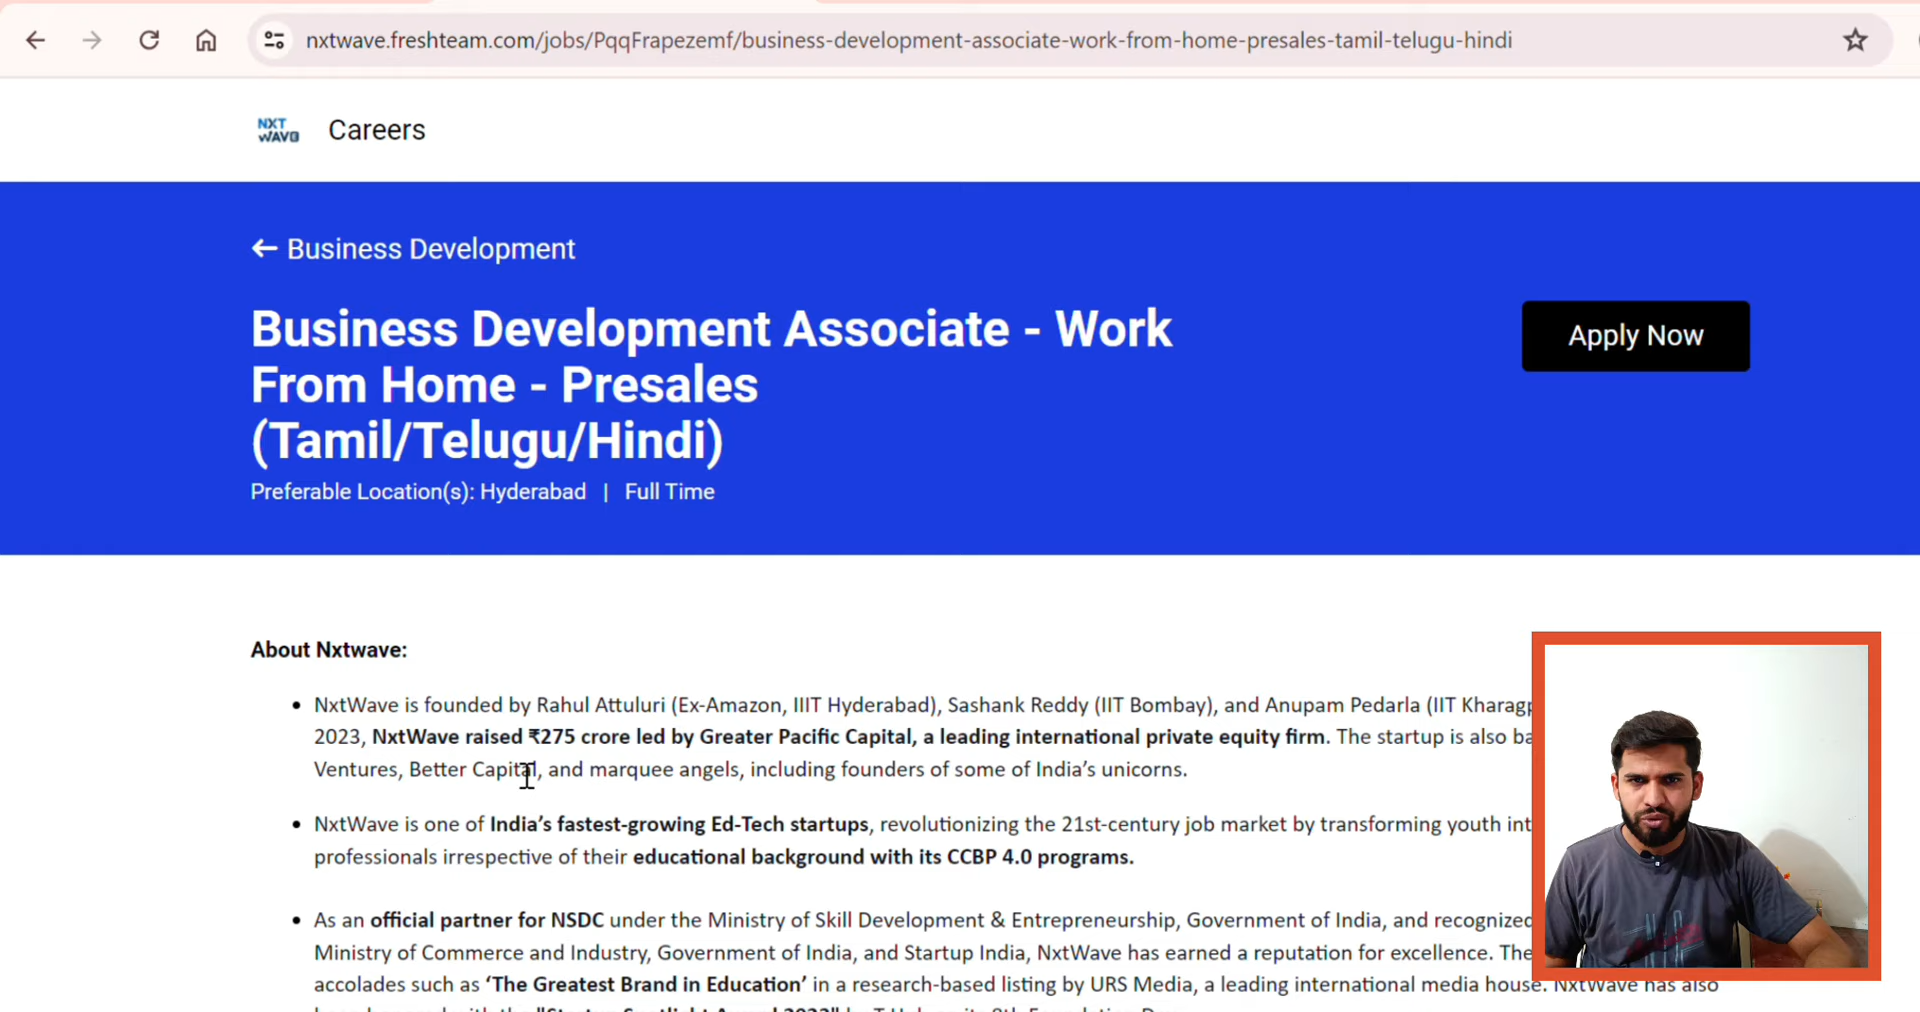 nxtwave.freshteam.com/jobs/PqqFrapezemf/business-development-associate-work-from-home-presales-tamil-telugu-hindi
NXT
WAVE
Careers
← Business Development
Business Development Associate - Work
From Home - Presales
(Tamil/Telugu/Hindi)
Apply Now
Preferable Location(s): Hyderabad | Full Time
About Nxtwave:
• NxtWave is founded by Rahul Attuluri (Ex-Amazon, IIIT Hyderabad), Sashank Reddy (IIT Bombay), and Anupam Pedarla (IIT
2023, NxtWave raised ₹275 crore led by Greater Pacific Capital, a leading international private equity firm. The startup is also
Ventures, Better Capital, and marquee angels, including founders of some of India’s unicorns.
• NxtWave is one of India’s fastest-growing Ed-Tech startups, revolutionizing the 21st-century job market by transforming youth
professionals irrespective of their educational background with its CCBP 4.0 programs.
• As an official partner for NSDC under the Ministry of Skill Development & Entrepreneurship, Government of India, and recognized
Ministry of Commerce and Industry, Government of India, and Startup India, NxtWave has earned a reputation for excellence.
accolades such as ‘The Greatest Brand in Education’ in a research-based listing by URS Media, a leading international media house. NxtWave has also